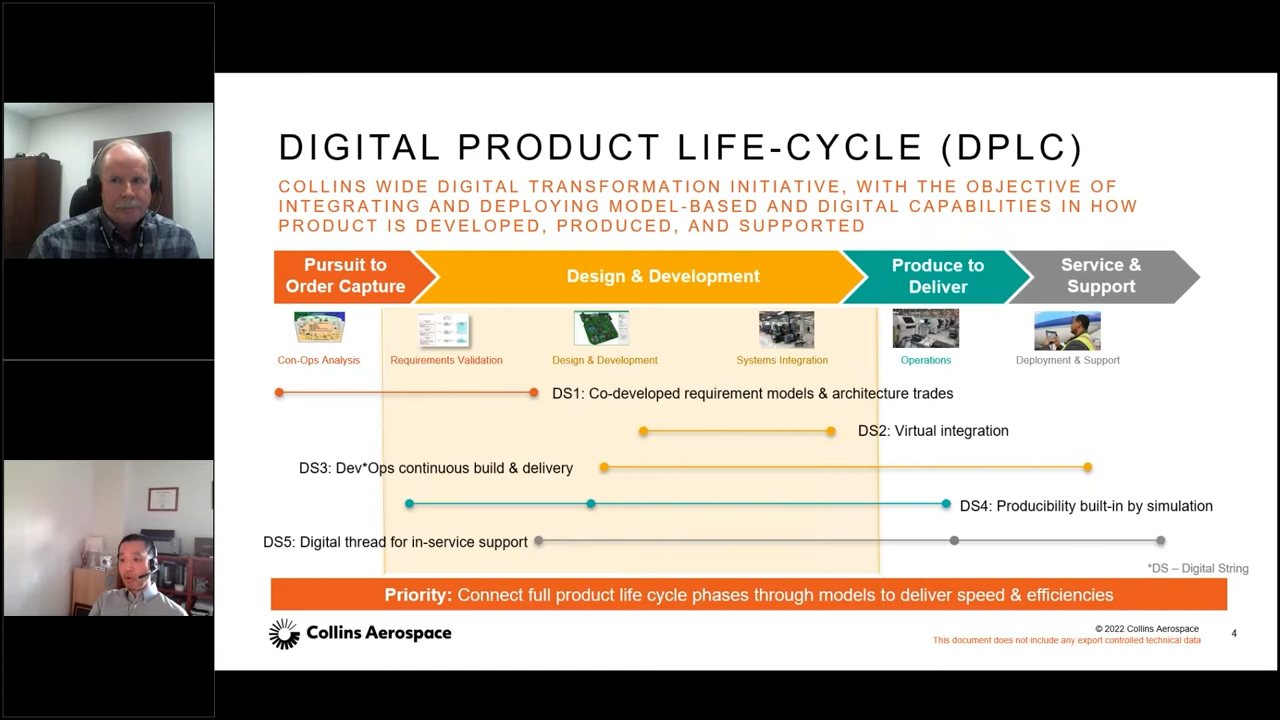 DIGITAL PRODUCT LIFE-CYCLE (DPLC)
COLLINS WIDE DIGITAL TRANSFORMATION INITIATIVE, WITH THE OBJECTIVE OF
INTEGRATING AND DEPLOYING MODEL-BASED AND DIGITAL CAPABILITIES IN HOW
PRODUCT IS DEVELOPED, PRODUCED, AND SUPPORTED
Pursuit to
Order Capture
Design & Development
Produce to
Deliver
Service &
Support
Con-Ops Analysis
Requirements Validation
Design & Development
Systems Integration
Operations
Deployment & Support
DS1: Co-developed requirement models & architecture trades
DS2: Virtual integration
DS3: Dev*Ops continuous build & delivery
DS4: Producibility built-in by simulation
DS5: Digital thread for in-service support
*DS – Digital String
Priority: Connect full product life cycle phases through models to deliver speed & efficiencies
Collins Aerospace
© 2022 Collins Aerospace
This document does not include any export controlled technical data
4